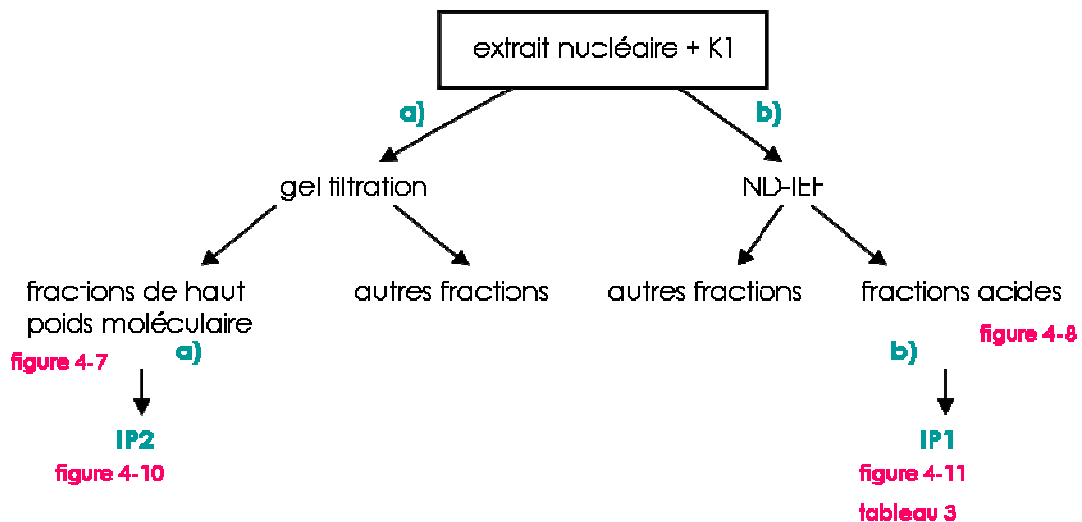 extrait nucléaire + K1
a)
b)
gel filtration
ND-IEF
fractions de haut
poids moléculaire
autres fractions
autres fractions
fractions acides
figure 4-7
a)
b)
figure 4-8
IP2
figure 4-10
IP1
figure 4-11
tableau 3